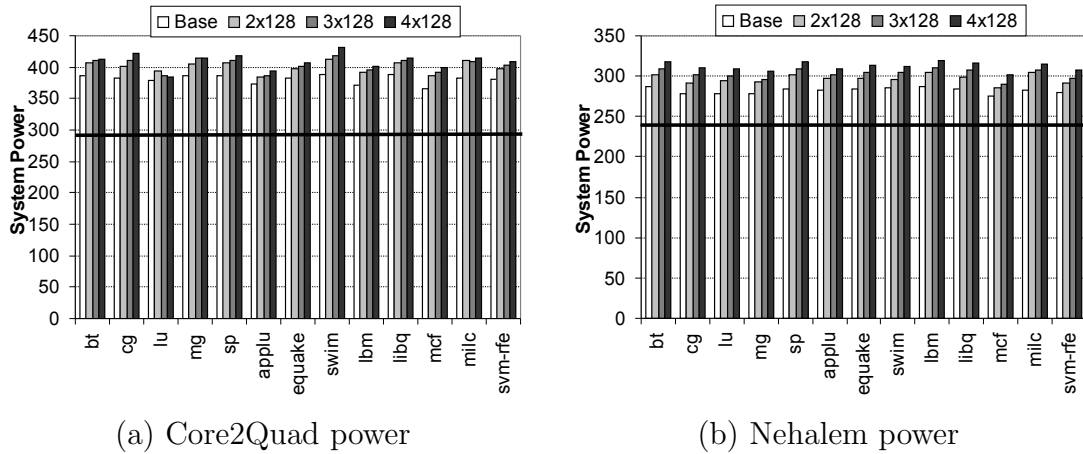 Base 2x128 3x128 4x128
450
400
350
300
250
200
150
100
50
0
System Power
bt
cg
lu
mg
sp
applu
equake
swim
lbm
libq
mcf
milc
svm-rfe
(a) Core2Quad power
Base 2x128 3x128 4x128
350
300
250
200
150
100
50
0
System Power
bt
cg
lu
mg
sp
applu
equake
swim
lbm
libq
mcf
milc
svm-rfe
(b) Nehalem power